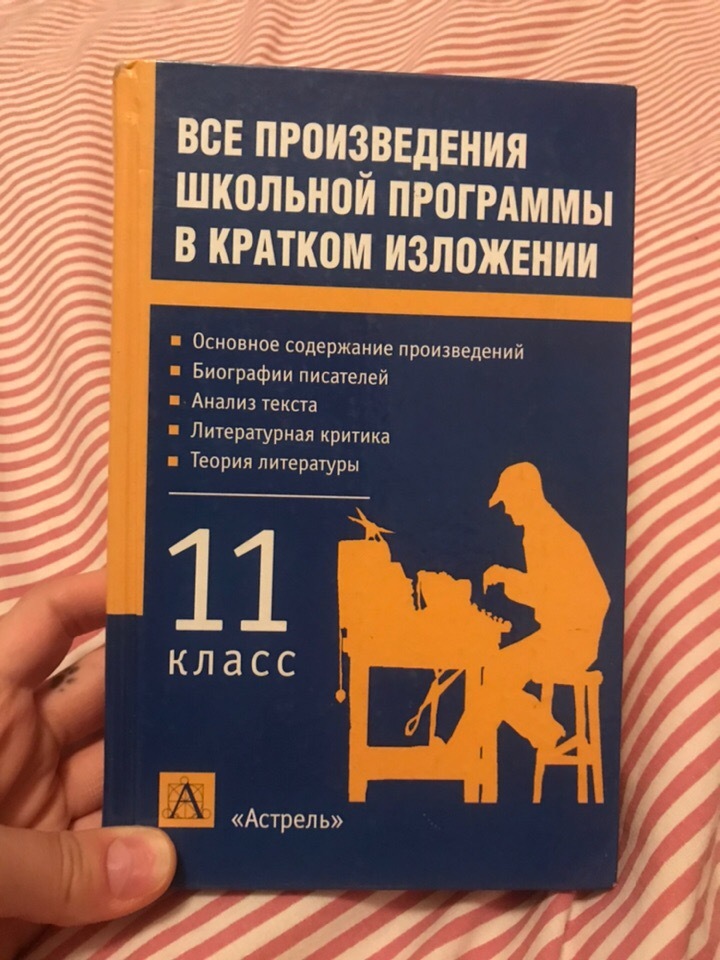 ВСЕ ПРОИЗВЕДЕНИЯ
ШКОЛЬНОЙ ПРОГРАММЫ
В КРАТКОМ ИЗЛОЖЕНИИ
Основное содержание произведений
Биографии писателей
Анализ текста
Литературная критика
Теория литературы
11
класс
А
«Астрель»